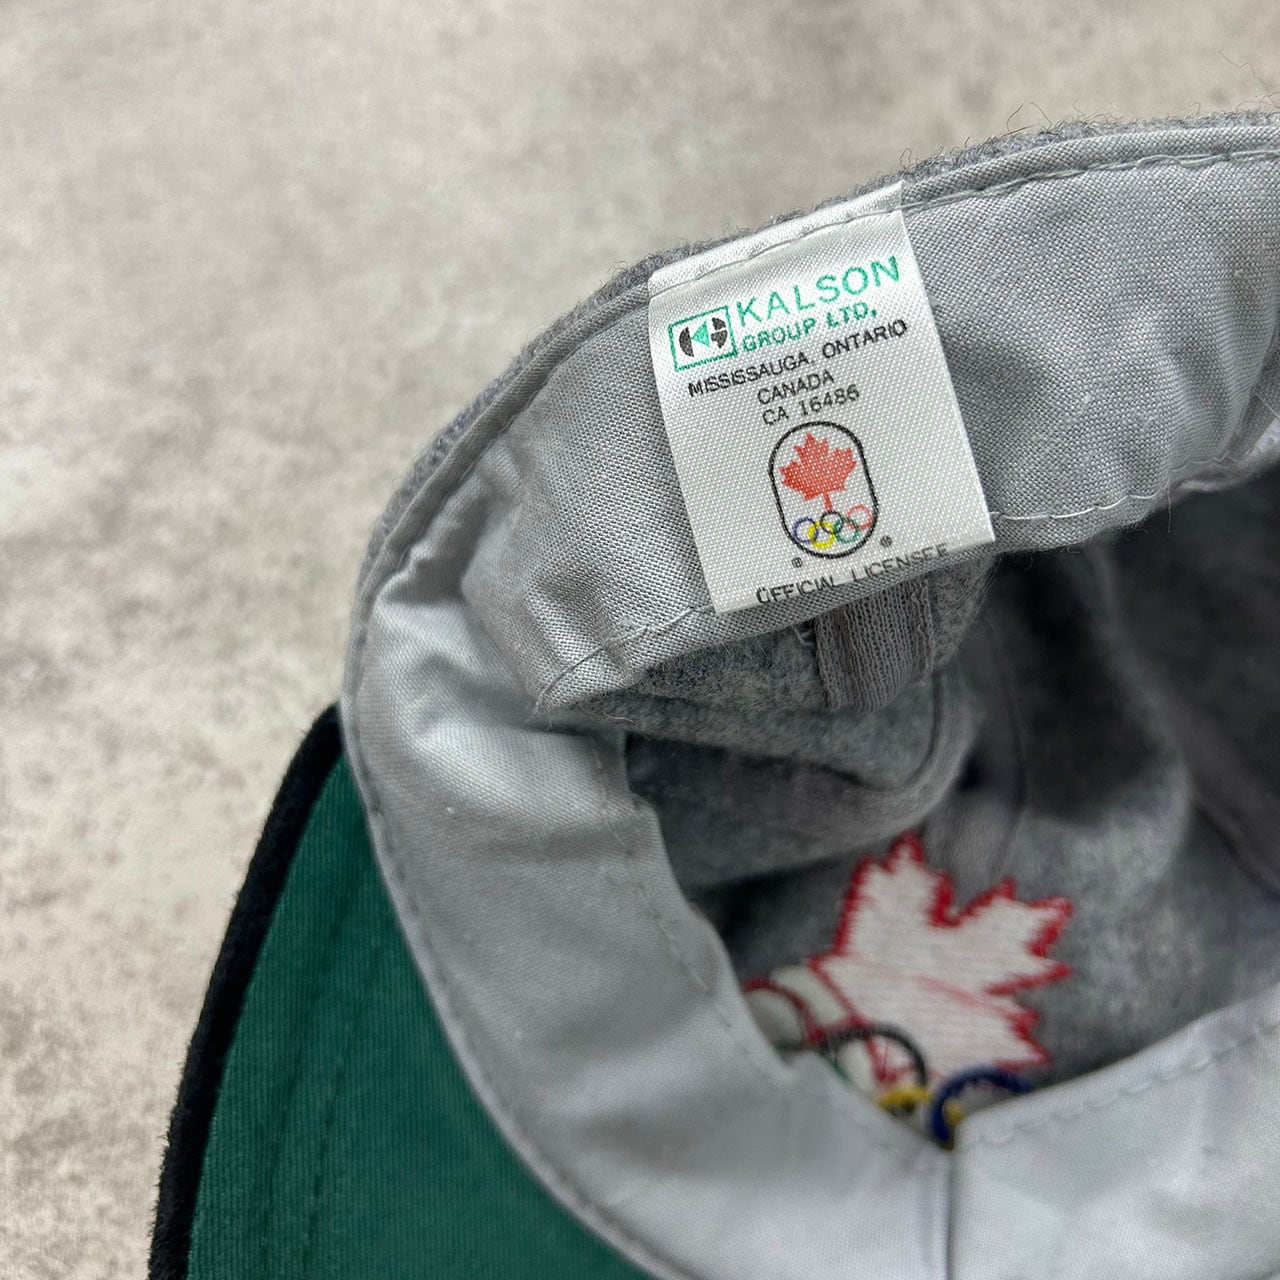 KALSON
GROUP LTD.
MISSISSAUGA, ONTARIO
CANADA
CA 16486
®
®
OFFICIAL LICENSEE